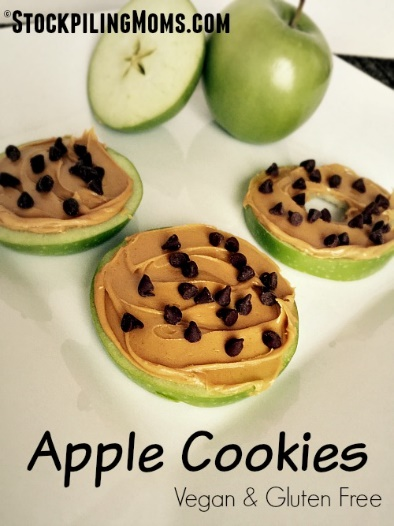 ©STOCKPILINGMOMS.COM
Apple Cookies
Vegan & Gluten Free